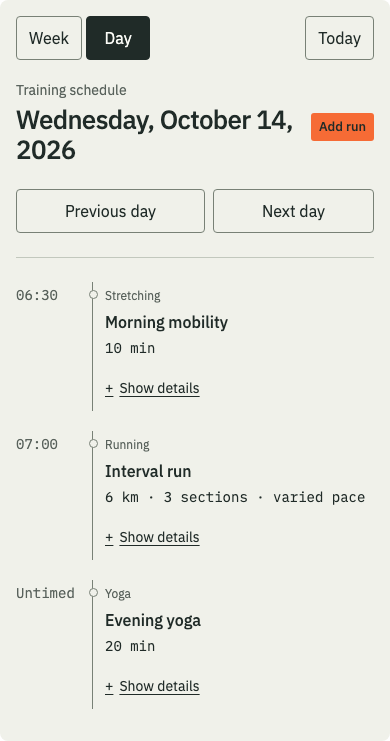 Week
Day
Today
Training schedule
Wednesday, October 14,
2026
Add run
Previous day
Next day
06:30
Stretching
Morning mobility
10 min
+ Show details
07:00
Running
Interval run
6 km · 3 sections · varied pace
+ Show details
Untimed
Yoga
Evening yoga
20 min
+ Show details